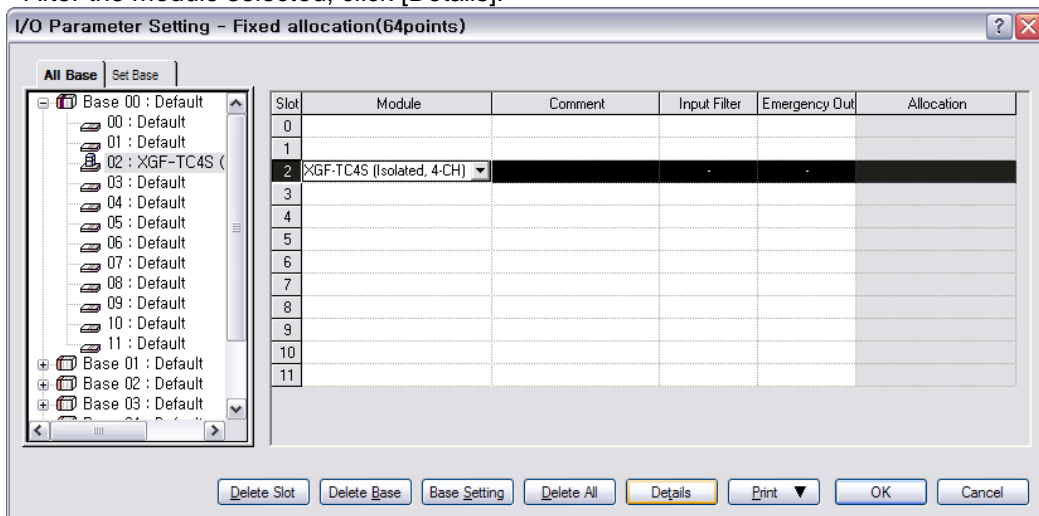 After the module selected, click [Details].
I/O Parameter Setting - Fixed allocation(64points)
All Base
Set Base
Base 00 : Default
00 : Default
01 : Default
02 : XGF-TC4S (
03 : Default
04 : Default
05 : Default
06 : Default
07 : Default
08 : Default
09 : Default
10 : Default
11 : Default
Base 01 : Default
Base 02 : Default
Base 03 : Default
Slot Module Comment Input Filter Emergency Out Allocation
0
1
2 XGF-TC4S (Isolated, 4-CH) - -
3
4
5
6
7
8
9
10
11
Delete Slot Delete Base Base Setting Delete All Details Print ▼ OK Cancel